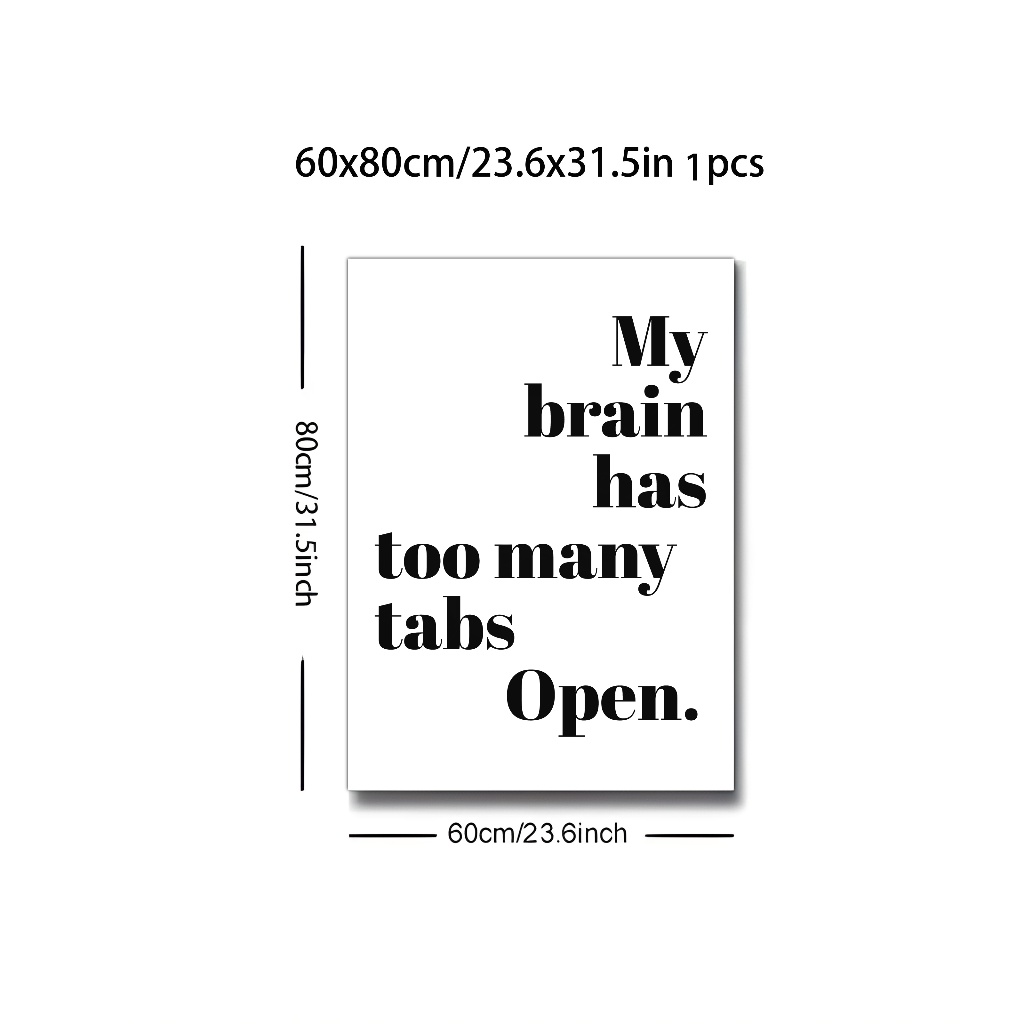 60x80cm/23.6x31.5in 1pcs
80cm/31.5inch
My
brain
has
too many
tabs
Open.
60cm/23.6inch